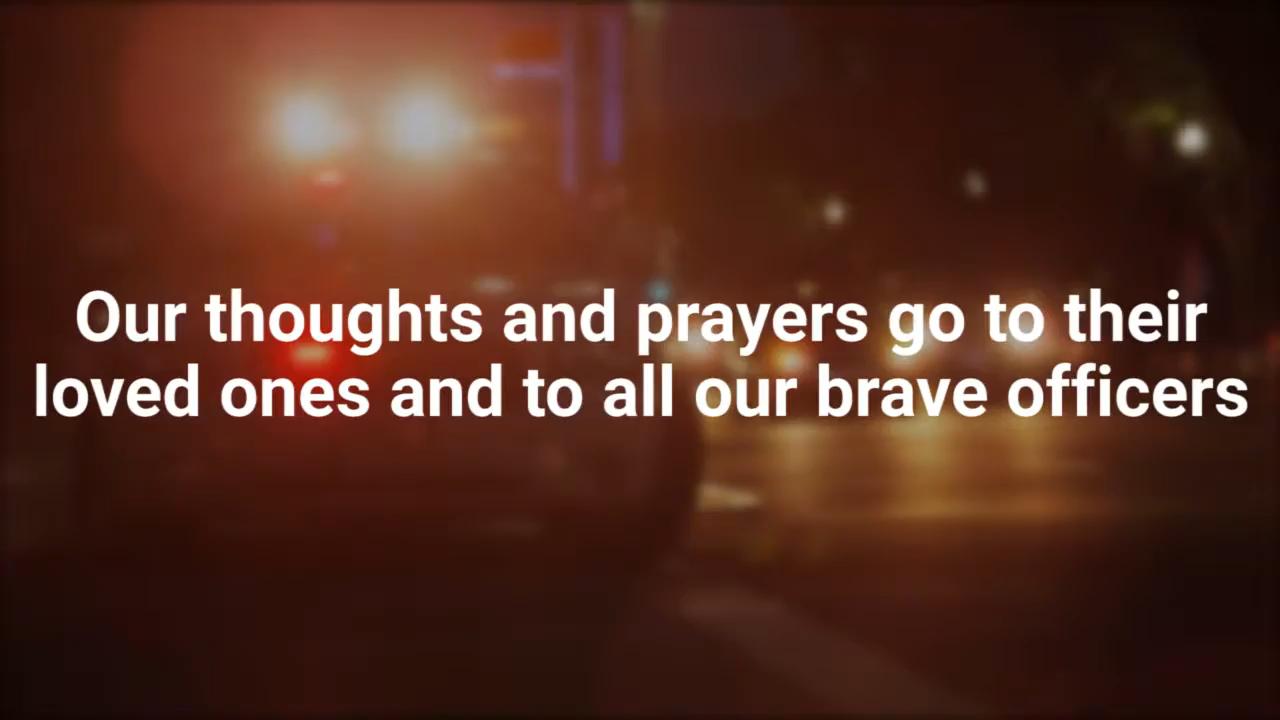 Our thoughts and prayers go to their
loved ones and to all our brave officers